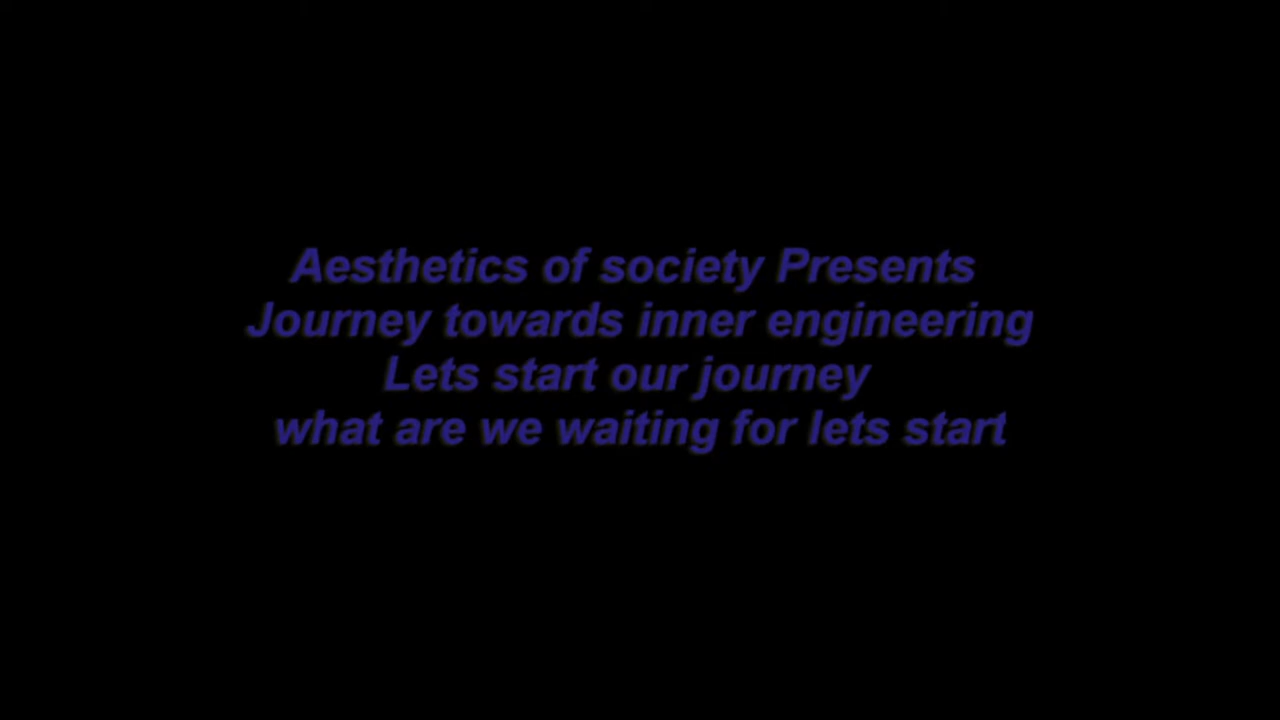 Aesthetics of society Presents
Journey towards inner engineering
Lets start our journey
what are we waiting for lets start